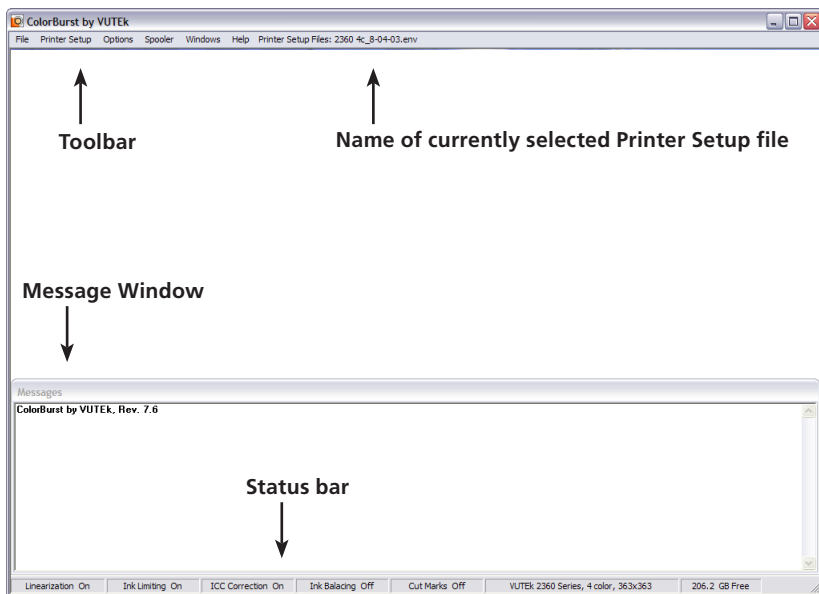 ColorBurst by VUTEk
File Printer Setup Options Spooler Windows Help Printer Setup Files: 2360 4c_8-04-03.env
Toolbar
Name of currently selected Printer Setup file
Message Window
Messages
ColorBurst by VUTEk, Rev. 7.6
Status bar
Linearization On Ink Limiting On ICC Correction On Ink Balacing Off Cut Marks Off VUTEk 2360 Series, 4 color, 363x363 206.2 GB Free